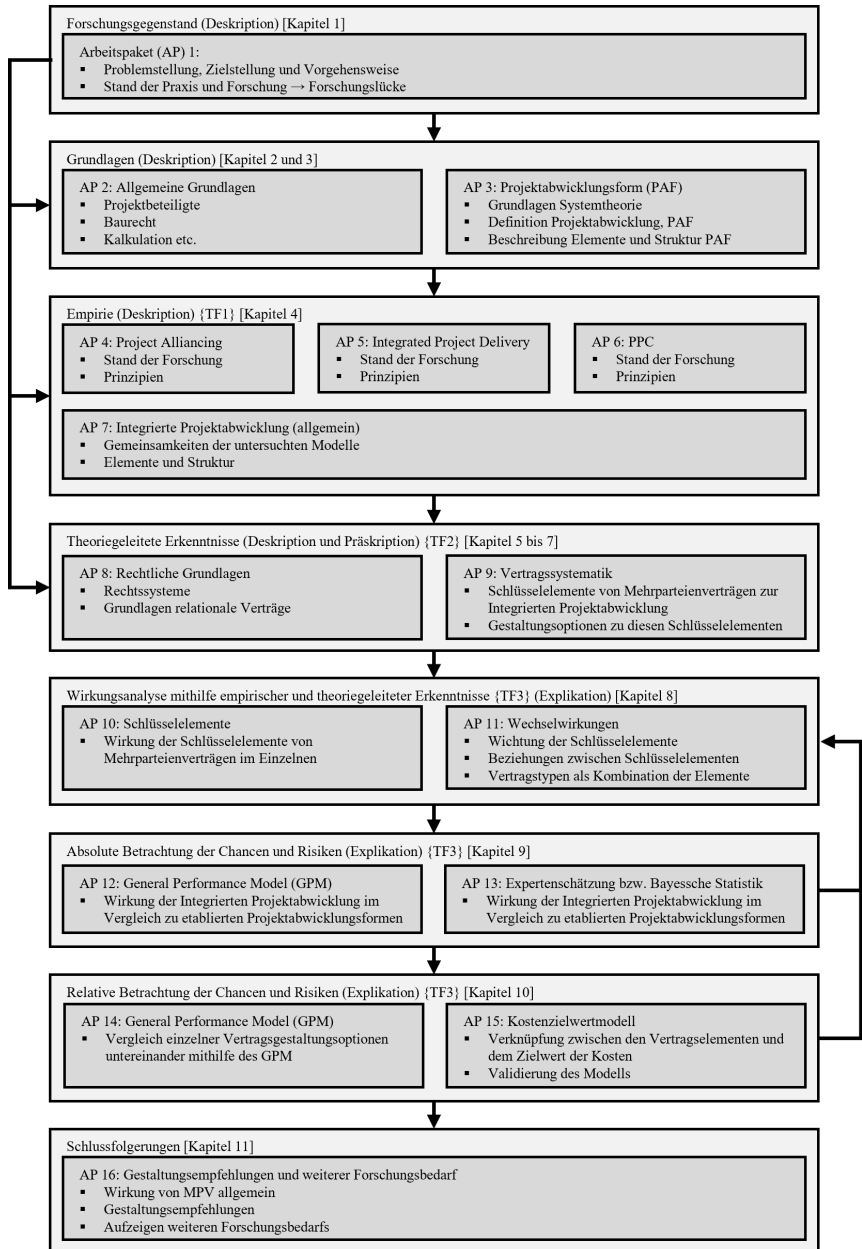 Forschungsgegenstand (Deskription) [Kapitel 1]
Arbeitspaket (AP) 1:
▪ Problemstellung, Zielstellung und Vorgehensweise
▪ Stand der Praxis und Forschung → Forschungslücke
Grundlagen (Deskription) [Kapitel 2 und 3]
AP 2: Allgemeine Grundlagen
▪ Projektbeteiligte
▪ Baurecht
▪ Kalkulation etc.
AP 3: Projektabwicklungsform (PAF)
▪ Grundlagen Systemtheorie
▪ Definition Projektabwicklung, PAF
▪ Beschreibung Elemente und Struktur PAF
Empirie (Deskription) {TF1} [Kapitel 4]
AP 4: Project Alliancing
▪ Stand der Forschung
▪ Prinzipien
AP 5: Integrated Project Delivery
▪ Stand der Forschung
▪ Prinzipien
AP 6: PPC
▪ Stand der Forschung
▪ Prinzipien
AP 7: Integrierte Projektabwicklung (allgemein)
▪ Gemeinsamkeiten der untersuchten Modelle
▪ Elemente und Struktur
Theoriegeleitete Erkenntnisse (Deskription und Präskription) {TF2} [Kapitel 5 bis 7]
AP 8: Rechtliche Grundlagen
▪ Rechtssysteme
▪ Grundlagen relationale Verträge
AP 9: Vertragssystematik
▪ Schlüsselelemente von Mehrparteienverträgen zur
Integrierten Projektabwicklung
▪ Gestaltungsoptionen zu diesen Schlüsselelementen
Wirkungsanalyse mithilfe empirischer und theoriegeleiteter Erkenntnisse {TF3} (Explikation) [Kapitel 8]
AP 10: Schlüsselelemente
▪ Wirkung der Schlüsselelemente von
Mehrparteienverträgen im Einzelnen
AP 11: Wechselwirkungen
▪ Wichtung der Schlüsselelemente
▪ Beziehungen zwischen Schlüsselelementen
▪ Vertragstypen als Kombination der Elemente
Absolute Betrachtung der Chancen und Risiken (Explikation) {TF3} [Kapitel 9]
AP 12: General Performance Model (GPM)
▪ Wirkung der Integrierten Projektabwicklung im
Vergleich zu etablierten Projektabwicklungsformen
AP 13: Expertenschätzung bzw. Bayessche Statistik
▪ Wirkung der Integrierten Projektabwicklung im
Vergleich zu etablierten Projektabwicklungsformen
Relative Betrachtung der Chancen und Risiken (Explikation) {TF3} [Kapitel 10]
AP 14: General Performance Model (GPM)
▪ Vergleich einzelner Vertragsgestaltungsoptionen
untereinander mithilfe des GPM
AP 15: Kostenzielwertmodell
▪ Verknüpfung zwischen den Vertragselementen und
dem Zielwert der Kosten
▪ Validierung des Modells
Schlussfolgerungen [Kapitel 11]
AP 16: Gestaltungsempfehlungen und weiterer Forschungsbedarf
▪ Wirkung von MPV allgemein
▪ Gestaltungsempfehlungen
▪ Aufzeigen weiteren Forschungsbedarfs